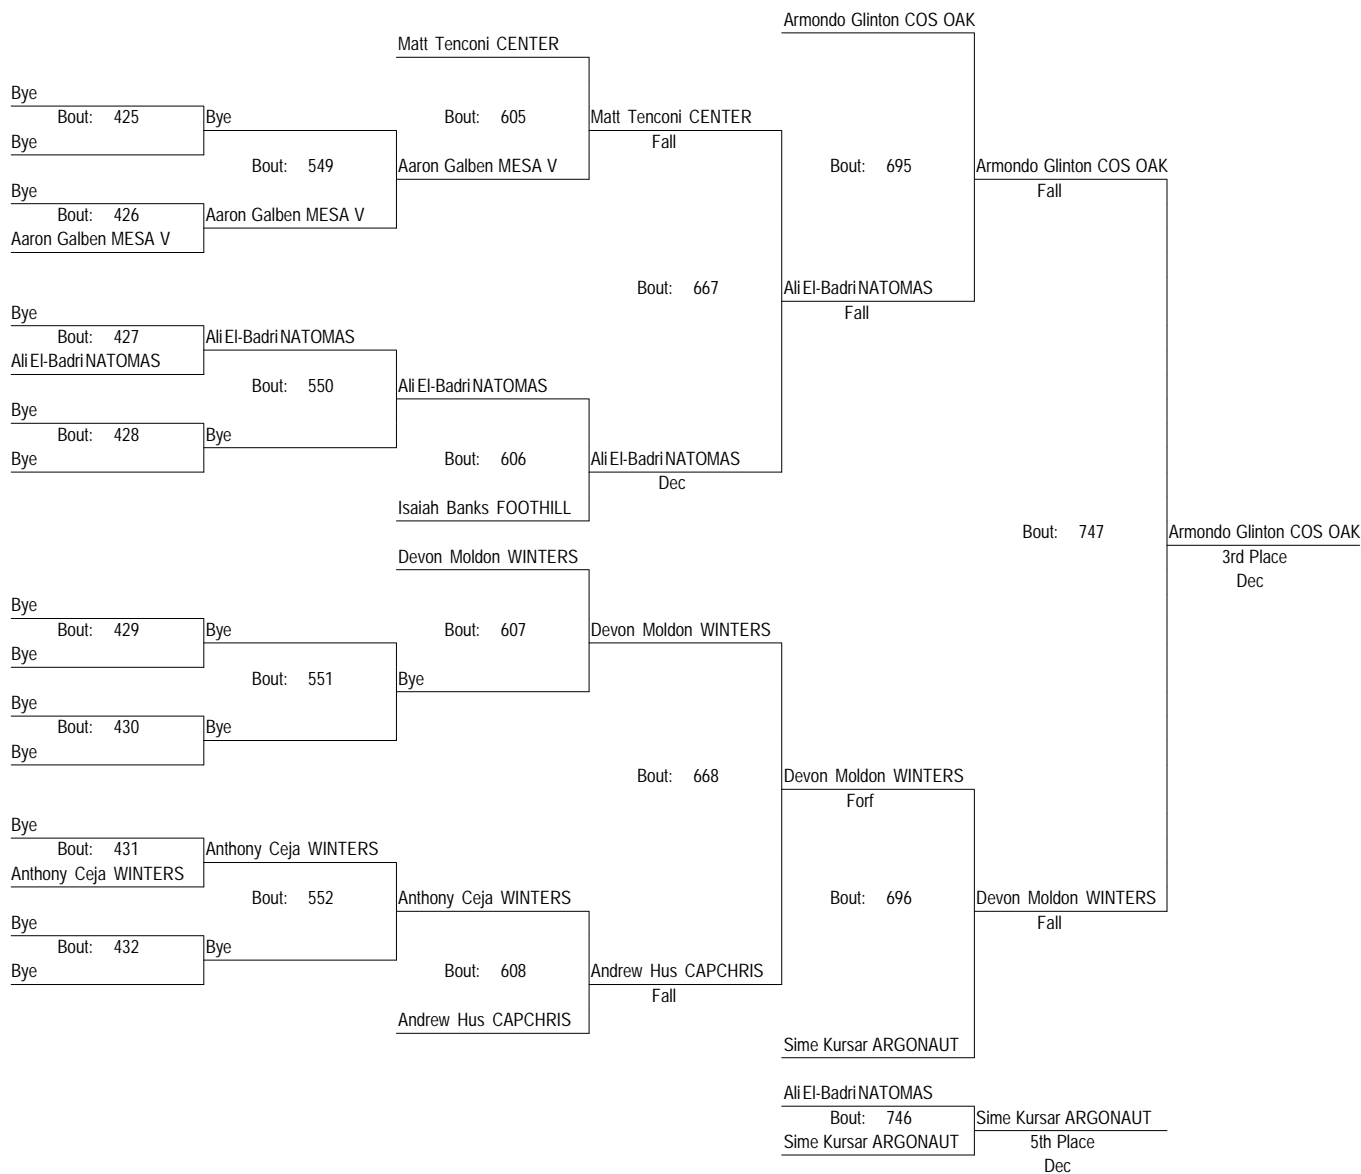 Armondo Glinton COS OAK
Matt Tenconi CENTER
Bye
Bout: 425
Bye
Bye
Bout: 605
Matt Tenconi CENTER
Fall
Bout: 549
Aaron Galben MESA V
Bout: 695
Armondo Glinton COS OAK
Fall
Bye
Bout: 426
Aaron Galben MESA V
Aaron Galben MESA V
Bout: 667
Ali El-Badri NATOMAS
Fall
Bye
Bout: 427
Ali El-Badri NATOMAS
Ali El-Badri NATOMAS
Bout: 550
Ali El-Badri NATOMAS
Bye
Bout: 428
Bye
Bye
Bout: 606
Ali El-Badri NATOMAS
Dec
Isaiah Banks FOOTHILL
Bout: 747
Armondo Glinton COS OAK
3rd Place
Dec
Devon Moldon WINTERS
Bye
Bout: 429
Bye
Bye
Bout: 607
Devon Moldon WINTERS
Bout: 551
Bye
Bye
Bout: 430
Bye
Bye
Bout: 668
Devon Moldon WINTERS
Forf
Bye
Bout: 431
Anthony Ceja WINTERS
Anthony Ceja WINTERS
Bout: 552
Anthony Ceja WINTERS
Bout: 696
Devon Moldon WINTERS
Fall
Bye
Bout: 432
Bye
Bye
Bout: 608
Andrew Hus CAPCHRIS
Fall
Andrew Hus CAPCHRIS
Sime Kursar ARGONAUT
Ali El-Badri NATOMAS
Bout: 746
Sime Kursar ARGONAUT
Sime Kursar ARGONAUT
5th Place
Dec